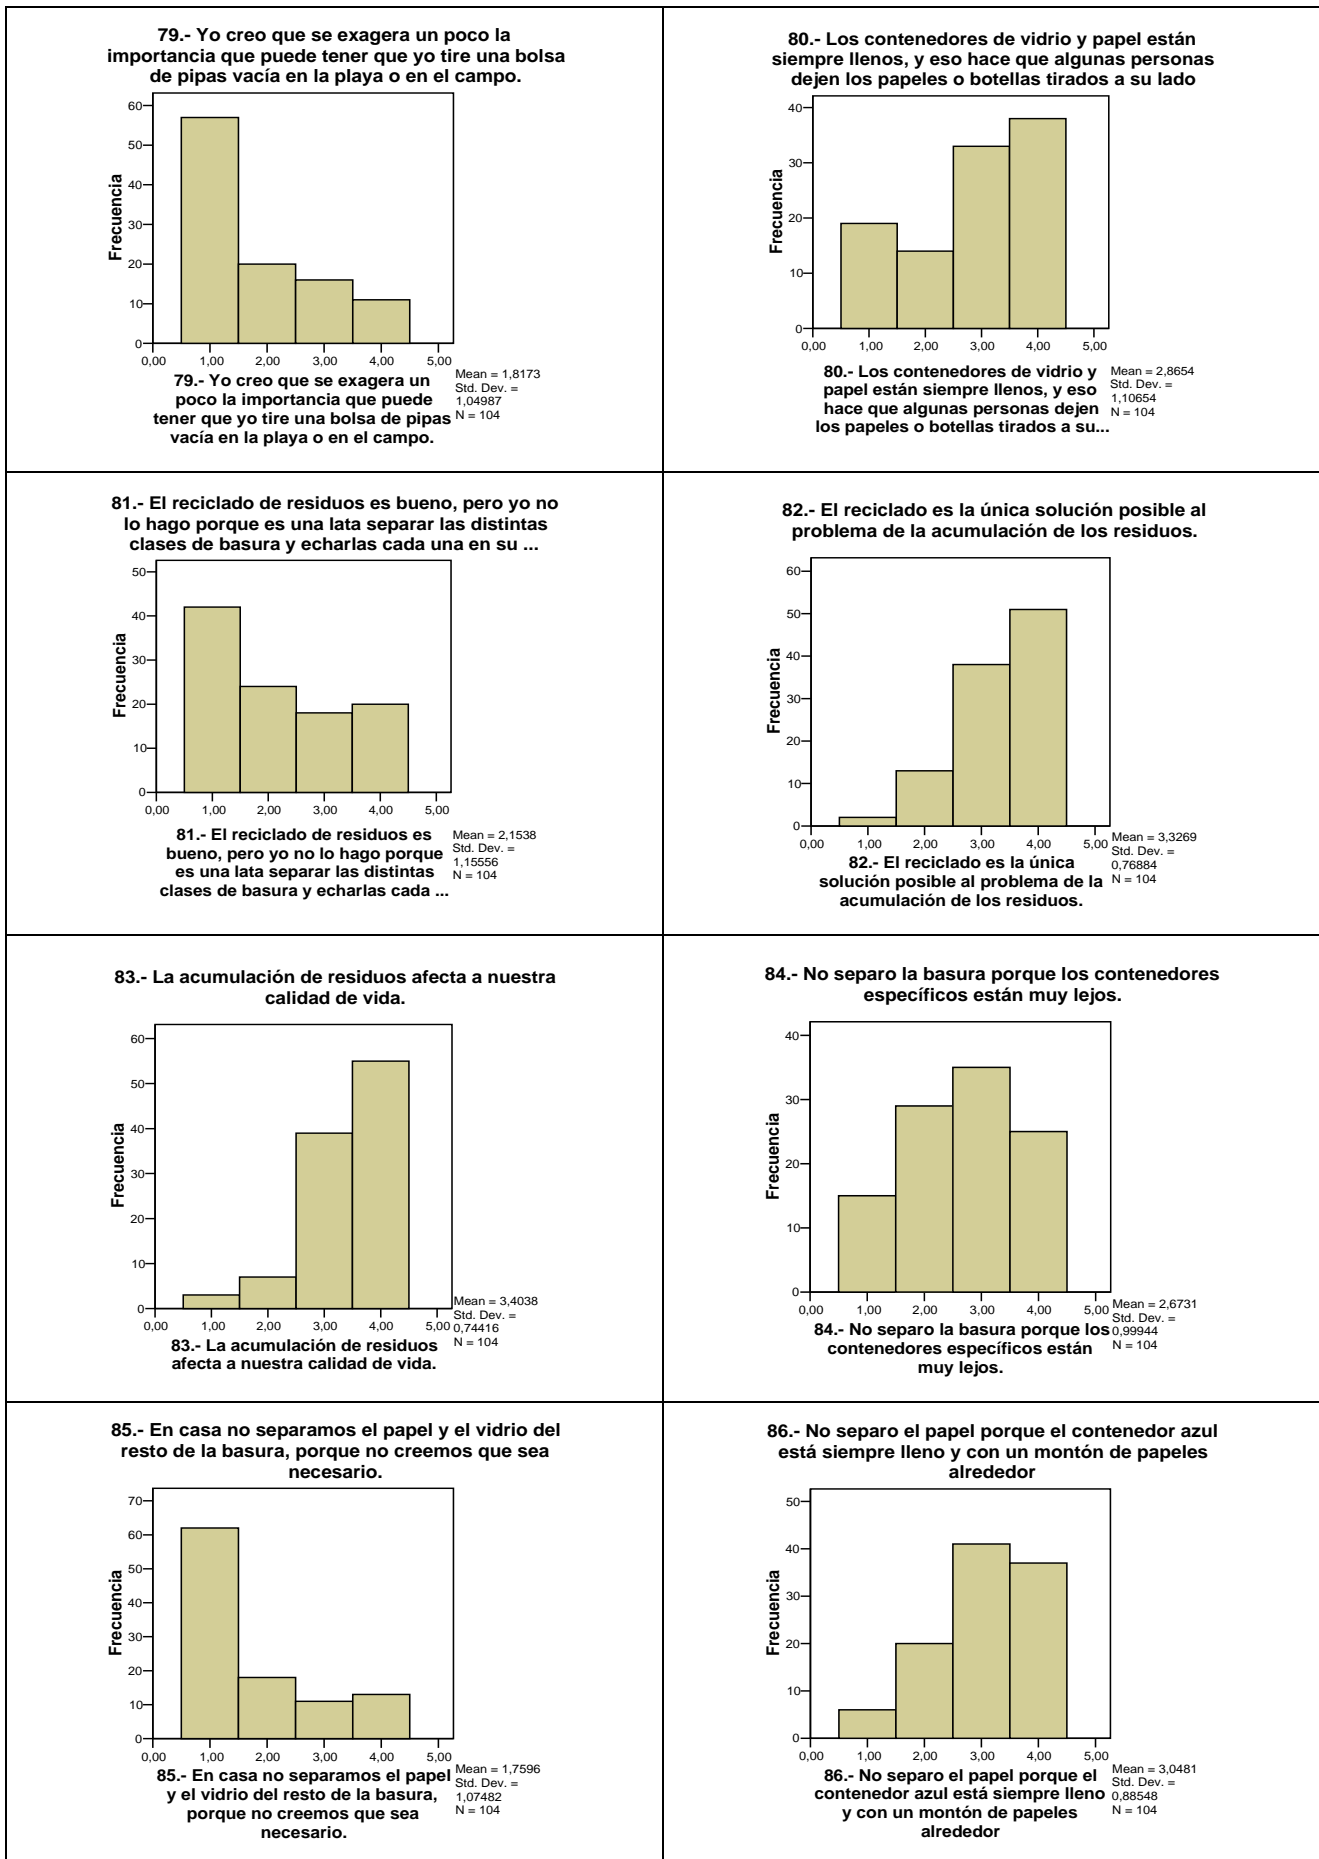 79.- Yo creo que se exagera un poco la
importancia que puede tener que yo tire una bolsa
de pipas vacía en la playa o en el campo.
60
50
40
30
20
10
0
Frecuencia
0,00 1,00 2,00 3,00 4,00 5,00
79.- Yo creo que se exagera un
poco la importancia que puede
tener que yo tire una bolsa de pipas
vacía en la playa o en el campo.
Mean = 1,8173
Std. Dev. =
1,04987
N = 104
80.- Los contenedores de vidrio y papel están
siempre llenos, y eso hace que algunas personas
dejen los papeles o botellas tirados a su lado
40
30
20
10
0
Frecuencia
0,00 1,00 2,00 3,00 4,00 5,00
80.- Los contenedores de vidrio y
papel están siempre llenos, y eso
hace que algunas personas dejen
los papeles o botellas tirados a su...
Mean = 2,8654
Std. Dev. =
1,10654
N = 104
81.- El reciclado de residuos es bueno, pero yo no
lo hago porque es una lata separar las distintas
clases de basura y echarlas cada una en su ...
50
40
30
20
10
0
Frecuencia
0,00 1,00 2,00 3,00 4,00 5,00
81.- El reciclado de residuos es
bueno, pero yo no lo hago porque
es una lata separar las distintas
clases de basura y echarlas cada ...
Mean = 2,1538
Std. Dev. =
1,15556
N = 104
82.- El reciclado es la única solución posible al
problema de la acumulación de los residuos.
60
50
40
30
20
10
0
Frecuencia
0,00 1,00 2,00 3,00 4,00 5,00
82.- El reciclado es la única
solución posible al problema de la
acumulación de los residuos.
Mean = 3,3269
Std. Dev. =
0,76884
N = 104
83.- La acumulación de residuos afecta a nuestra
calidad de vida.
60
50
40
30
20
10
0
Frecuencia
0,00 1,00 2,00 3,00 4,00 5,00
83.- La acumulación de residuos
afecta a nuestra calidad de vida.
Mean = 3,4038
Std. Dev. =
0,74416
N = 104
84.- No separo la basura porque los contenedores
específicos están muy lejos.
40
30
20
10
0
Frecuencia
0,00 1,00 2,00 3,00 4,00 5,00
84.- No separo la basura porque los
contenedores específicos están
muy lejos.
Mean = 2,6731
Std. Dev. =
0,99944
N = 104
85.- En casa no separamos el papel y el vidrio del
resto de la basura, porque no creemos que sea
necesario.
70
60
50
40
30
20
10
0
Frecuencia
0,00 1,00 2,00 3,00 4,00 5,00
85.- En casa no separamos el papel
y el vidrio del resto de la basura,
porque no creemos que sea
necesario.
Mean = 1,7596
Std. Dev. =
1,07482
N = 104
86.- No separo el papel porque el contenedor azul
está siempre lleno y con un montón de papeles
alrededor
50
40
30
20
10
0
Frecuencia
0,00 1,00 2,00 3,00 4,00 5,00
86.- No separo el papel porque el
contenedor azul está siempre lleno
y con un montón de papeles
alrededor
Mean = 3,0481
Std. Dev. =
0,88548
N = 104